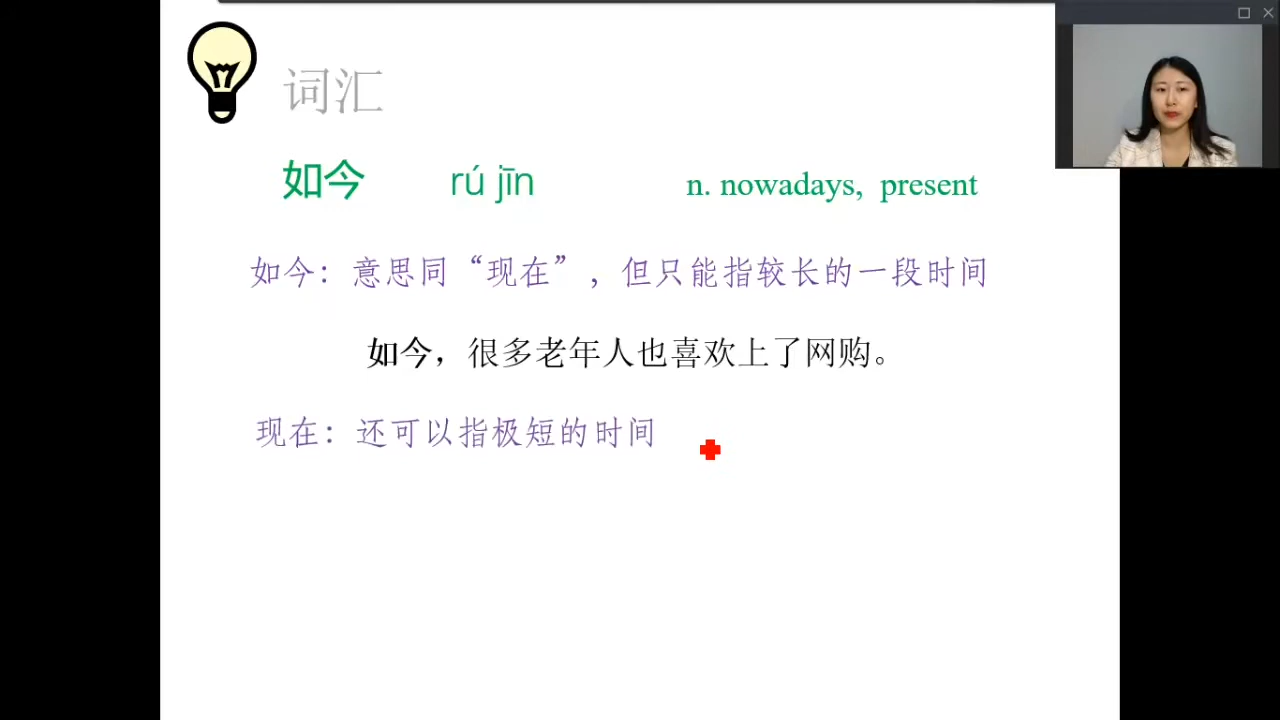 词汇
如今 rú jīn n. nowadays, present
如今：意思同“现在”，但只能指较长的一段时间
如今，很多老年人也喜欢上了网购。
现在：还可以指极短的时间